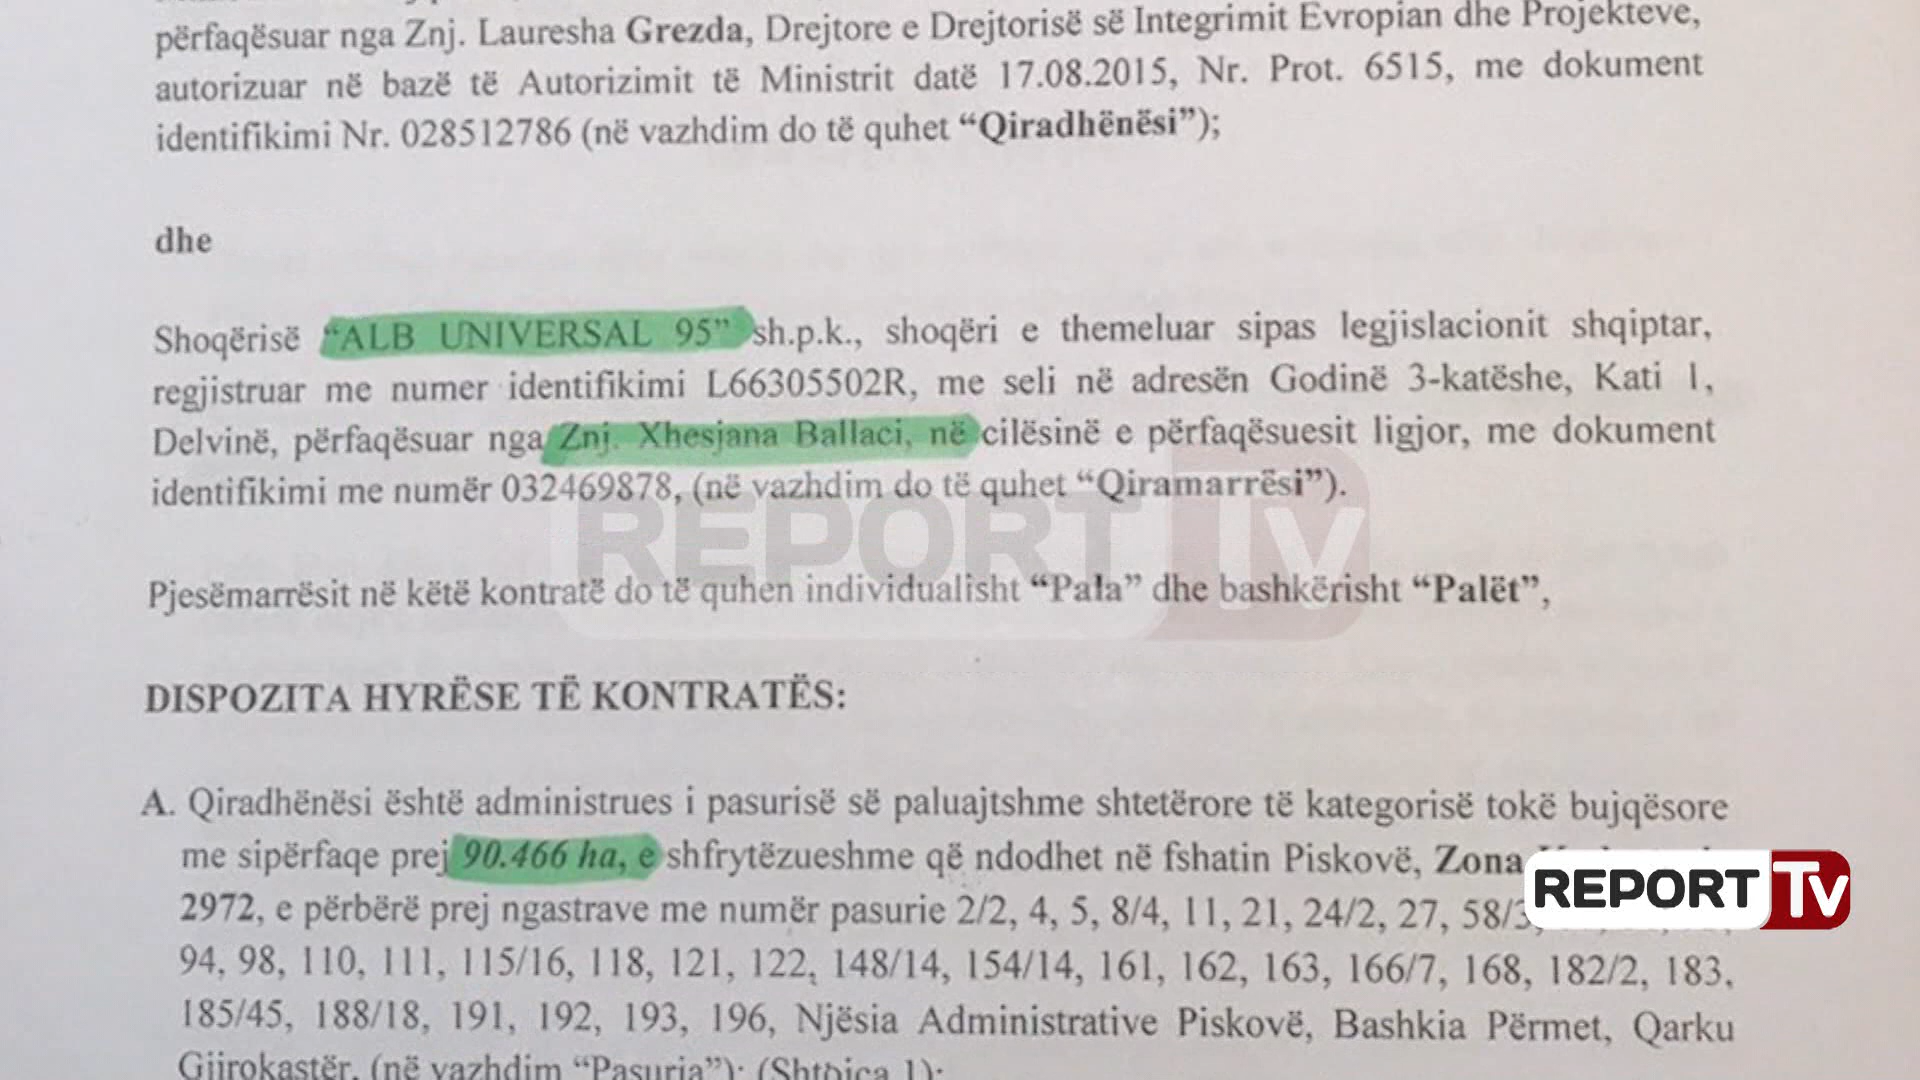 përfaqësuar nga Znj. Lauresha Grezda, Drejtore e Drejtorisë së Integrimit Evropian dhe Projekteve,
autorizuar në bazë të Autorizimit të Ministrit datë 17.08.2015, Nr. Prot. 6515, me dokument
identifikimi Nr. 028512786 (në vazhdim do të quhet “Qiradhënësi”);
dhe
Shoqërisë “ALB UNIVERSAL 95” sh.p.k., shoqëri e themeluar sipas legjislacionit shqiptar,
regjistruar me numer identifikimi L66305502R, me seli në adresën Godinë 3-katëshe, Kati 1,
Delvinë, përfaqësuar nga Znj. Xhesjana Ballaci, në cilësinë e përfaqësuesit ligjor, me dokument
identifikimi me numër 032469878, (në vazhdim do të quhet “Qiramarrësi”).
REPORT Tv
Pjesëmarrësit në këtë kontratë do të quhen individualisht “Pala” dhe bashkërisht “Palët”,
DISPOZITA HYRËSE TË KONTRATËS:
A. Qiradhënësi është administrues i pasurisë së paluajtshme shtetërore të kategorisë tokë bujqësore
me sipërfaqe prej 90.466 ha, e shfrytëzueshme që ndodhet në fshatin Piskovë, Zona
REPORT Tv
2972, e përbërë prej ngastrave me numër pasurie 2/2, 4, 5, 8/4, 11, 21, 24/2, 27, 58/3,
94, 98, 110, 111, 115/16, 118, 121, 122, 148/14, 154/14, 161, 162, 163, 166/7, 168, 182/2, 183,
185/45, 188/18, 191, 192, 193, 196, Njësia Administrative Piskovë, Bashkia Përmet, Qarku
Gjirokastër, (në vazhdim “Pasuria”); (Shtojca 1);